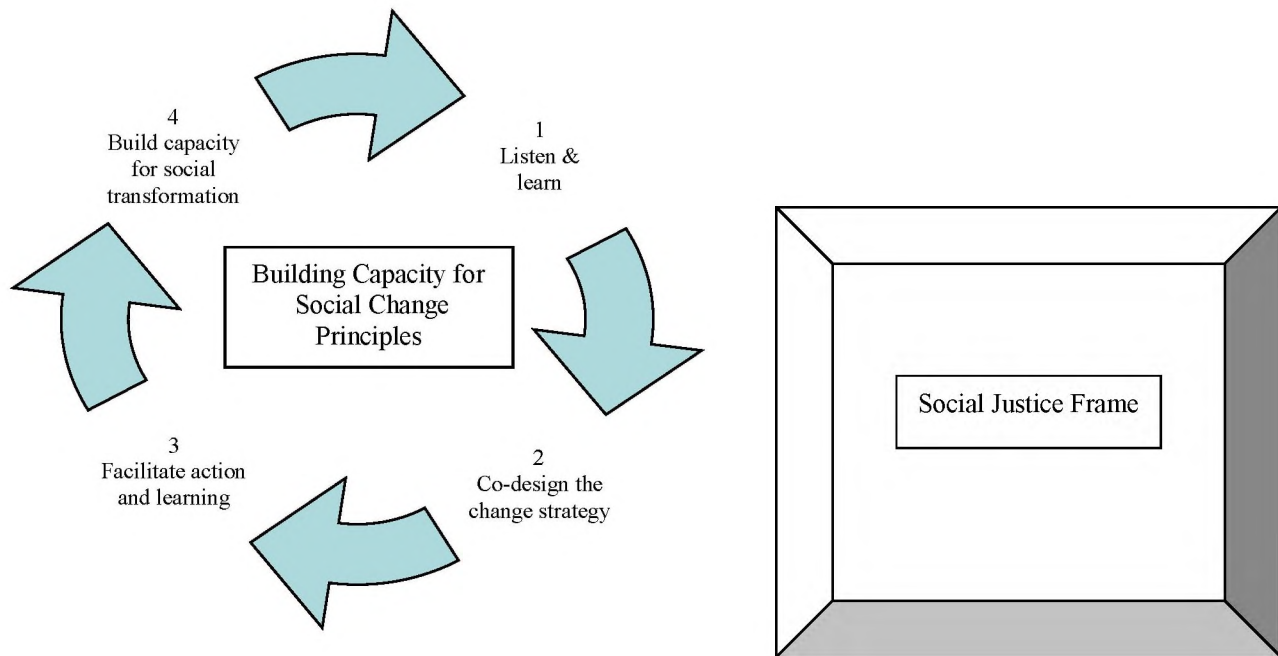 4
Build capacity
for social
transformation
1
Listen &
learn
Building Capacity for
Social Change
Principles
3
Facilitate action
and learning
2
Co-design the
change strategy
Social Justice Frame